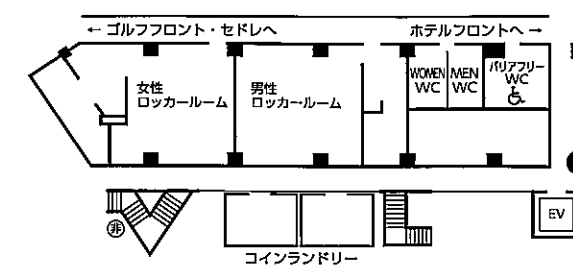 ← ゴルフフロント・セドレへ
ホテルフロントへ →
女性
ロッカールーム
男性
ロッカールーム
WOMEN
WC
MEN
WC
バリアフリー
WC
非
EV
コインランドリー